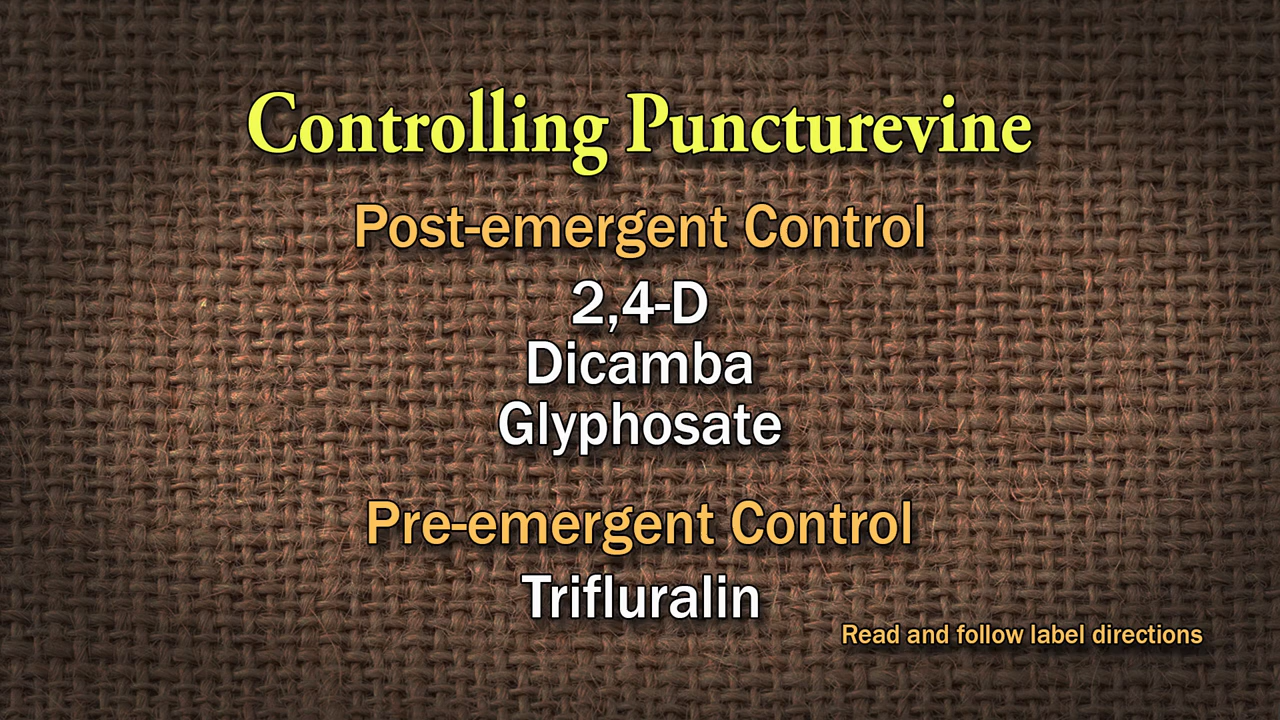 Controlling Puncturevine
Post-emergent Control
2,4-D
Dicamba
Glyphosate
Pre-emergent Control
Trifluralin
Read and follow label directions